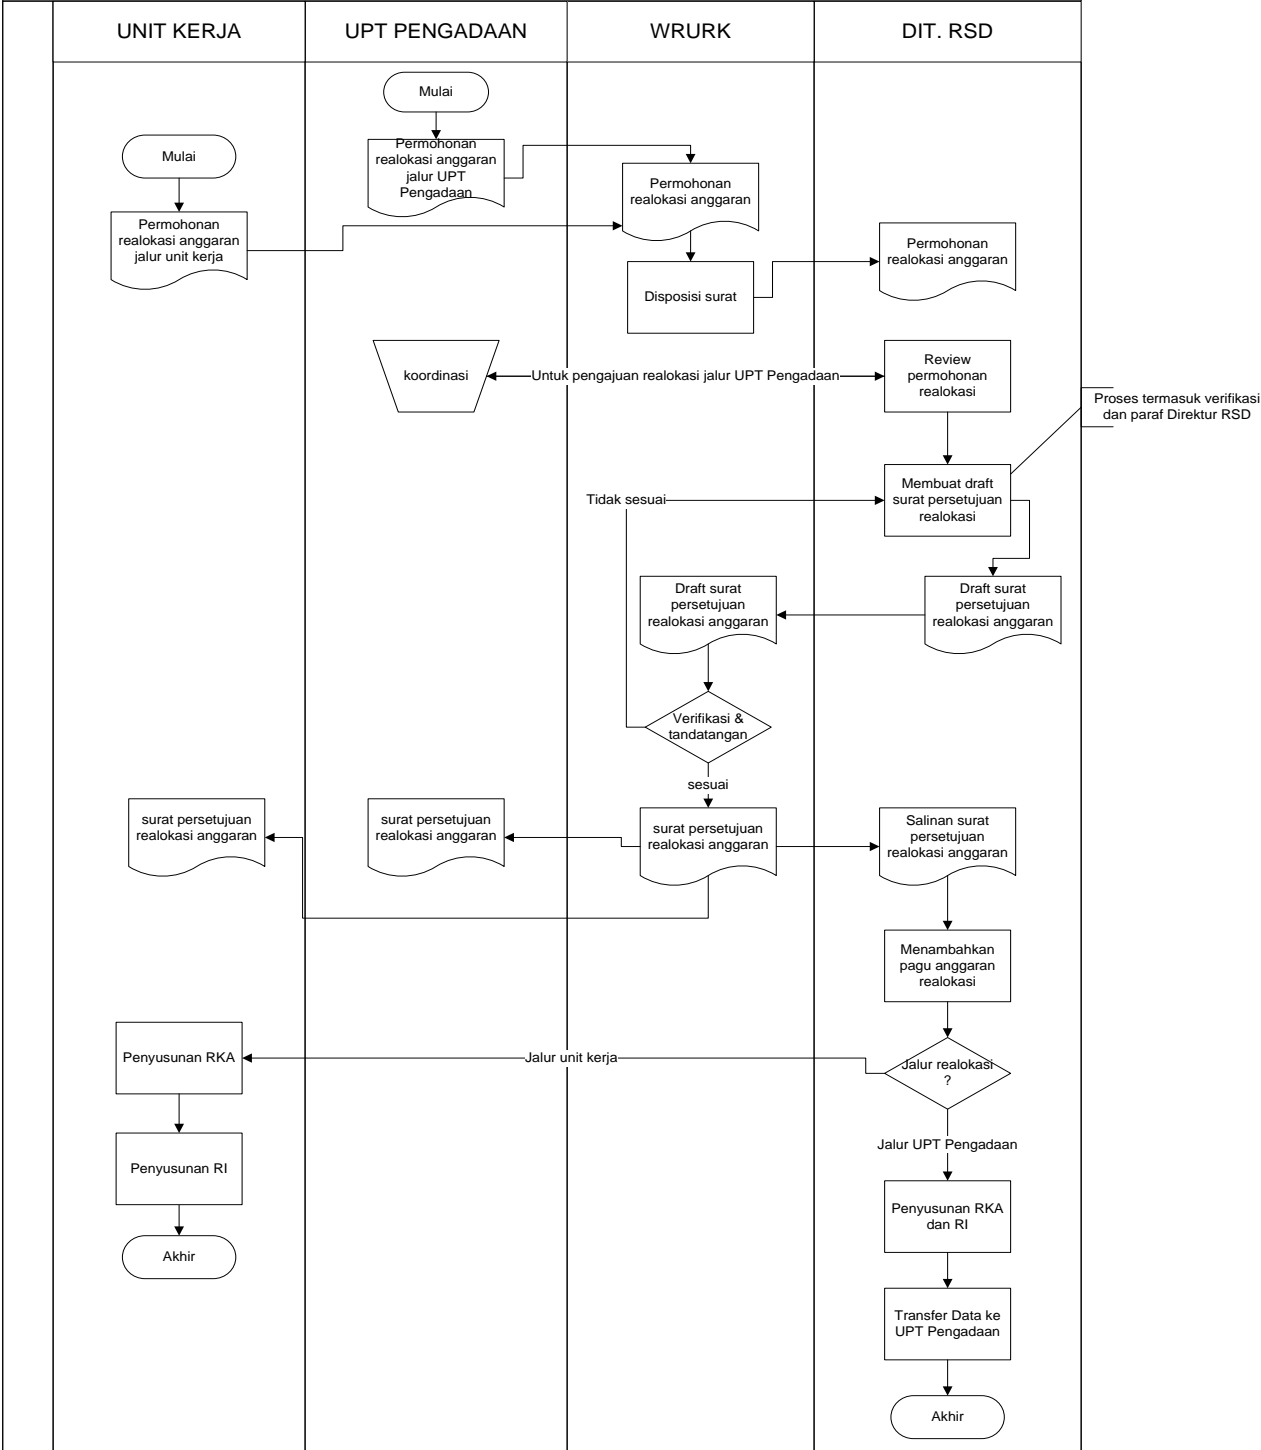 UNIT KERJA
UPT PENGADAAN
WRURK
DIT. RSD
Mulai
Permohonan
realokasi anggaran
jalur UPT
Pengadaan
Mulai
Permohonan
realokasi anggaran
jalur unit kerja
Permohonan
realokasi anggaran
Permohonan
realokasi anggaran
Disposisi surat
koordinasi
Untuk pengajuan realokasi jalur UPT Pengadaan
Review
permohonan
realokasi
Proses termasuk verifikasi
dan paraf Direktur RSD
Tidak sesuai
Membuat draft
surat persetujuan
realokasi
Draft surat
persetujuan
realokasi anggaran
Draft surat
persetujuan
realokasi anggaran
Verifikasi &
tandatangan
sesuai
surat persetujuan
realokasi anggaran
surat persetujuan
realokasi anggaran
surat persetujuan
realokasi anggaran
Salinan surat
persetujuan
realokasi anggaran
Menambahkan
pagu anggaran
realokasi
Penyusunan RKA
Jalur unit kerja
Jalur realokasi
?
Jalur UPT Pengadaan
Penyusunan RI
Penyusunan RKA
dan RI
Akhir
Transfer Data ke
UPT Pengadaan
Akhir